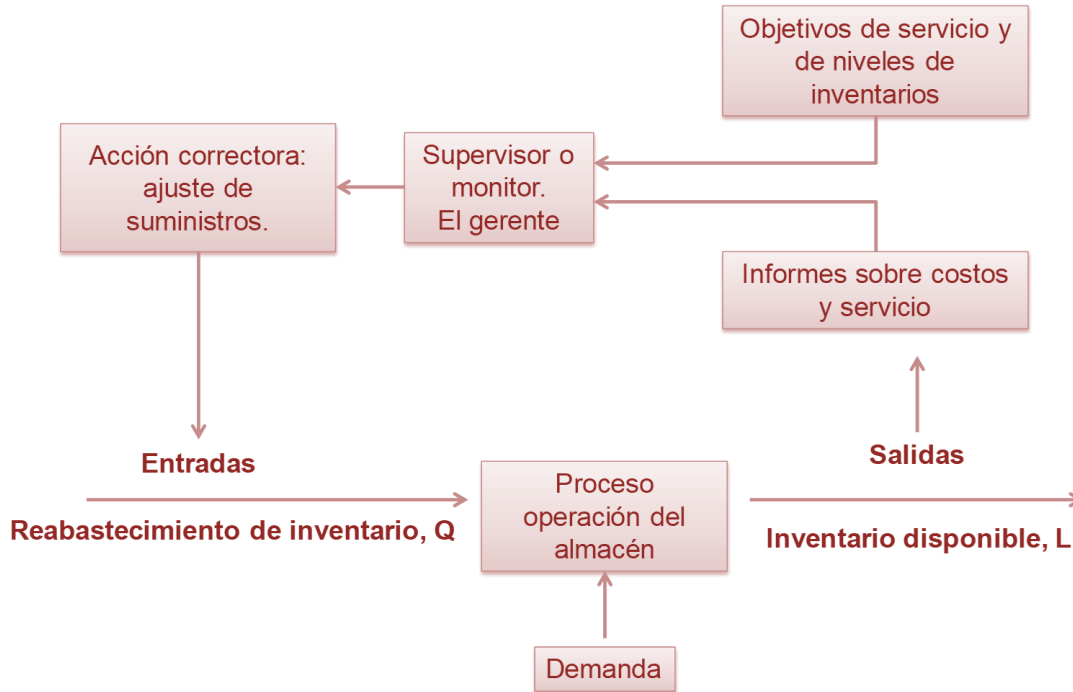 Objetivos de servicio y
de niveles de
inventarios
Acción correctora:
ajuste de
suministros.
Supervisor o
monitor.
El gerente
Informes sobre costos
y servicio
Entradas
Reabastecimiento de inventario, Q
Proceso
operación del
almacén
Salidas
Inventario disponible, L
Demanda